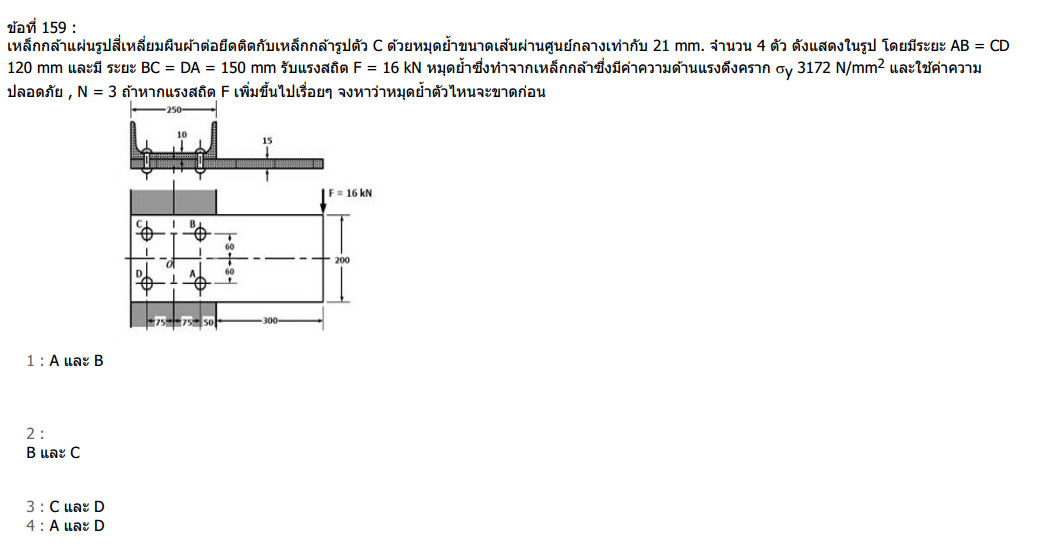 ข้อที่ 159 :
เหล็กกล้าแผ่นรูปสี่เหลี่ยมผืนผ้าต่อยึดติดกับเหล็กกล้ารูปตัว C ด้วยหมุดย้ำขนาดเส้นผ่านศูนย์กลางเท่ากับ 21 mm. จำนวน 4 ตัว ดังแสดงในรูป โดยมีระยะ AB = CD
120 mm และมี ระยะ BC = DA = 150 mm รับแรงสถิต F = 16 kN หมุดย้ำซึ่งทำจากเหล็กกล้าซึ่งมีค่าความต้านแรงดึงคราก σy 3172 N/mm2 และใช้ค่าความ
ปลอดภัย , N = 3 ถ้าหากแรงสถิต F เพิ่มขึ้นไปเรื่อยๆ จงหาว่าหมุดย้ำตัวไหนจะขาดก่อน
250
10
15
F = 16 kN
C B
60
O
200
D A 60
75 75 50 300
1 : A และ B
2 :
B และ C
3 : C และ D
4 : A และ D